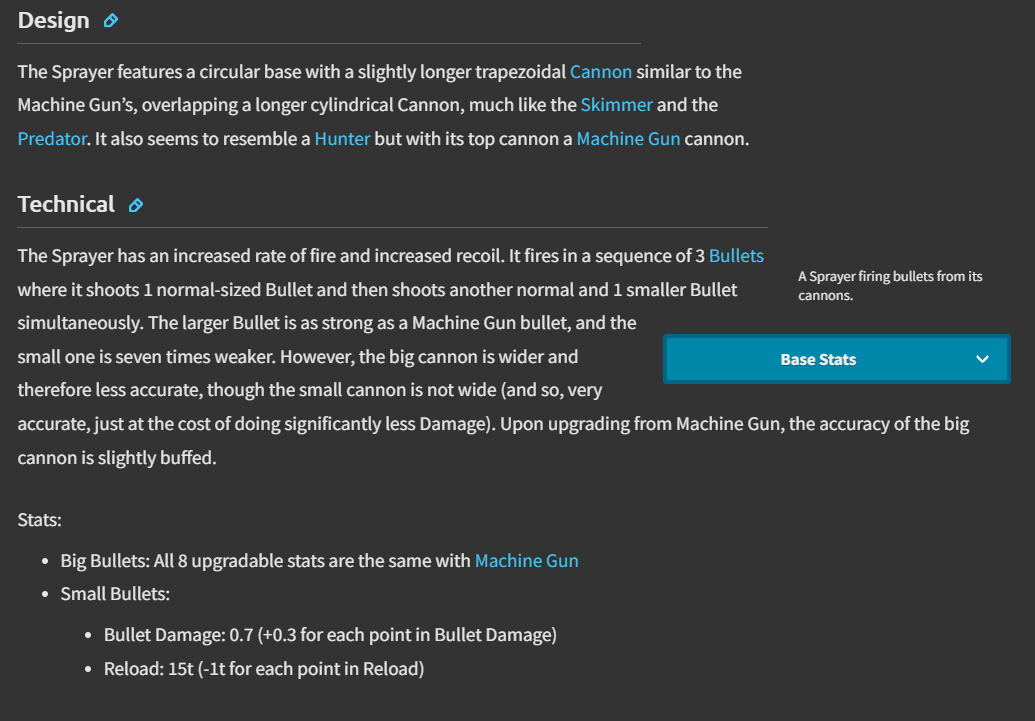 Design
The Sprayer features a circular base with a slightly longer trapezoidal Cannon similar to the
Machine Gun’s, overlapping a longer cylindrical Cannon, much like the Skimmer and the
Predator. It also seems to resemble a Hunter but with its top cannon a Machine Gun cannon.
Technical
The Sprayer has an increased rate of fire and increased recoil. It fires in a sequence of 3 Bullets
where it shoots 1 normal-sized Bullet and then shoots another normal and 1 smaller Bullet
simultaneously. The larger Bullet is as strong as a Machine Gun bullet, and the
small one is seven times weaker. However, the big cannon is wider and
therefore less accurate, though the small cannon is not wide (and so, very
accurate, just at the cost of doing significantly less Damage). Upon upgrading from Machine Gun, the accuracy of the big
cannon is slightly buffed.
A Sprayer firing bullets from its
cannons.
Base Stats
Stats:
• Big Bullets: All 8 upgradable stats are the same with Machine Gun
• Small Bullets:
• Bullet Damage: 0.7 (+0.3 for each point in Bullet Damage)
• Reload: 15t (-1t for each point in Reload)